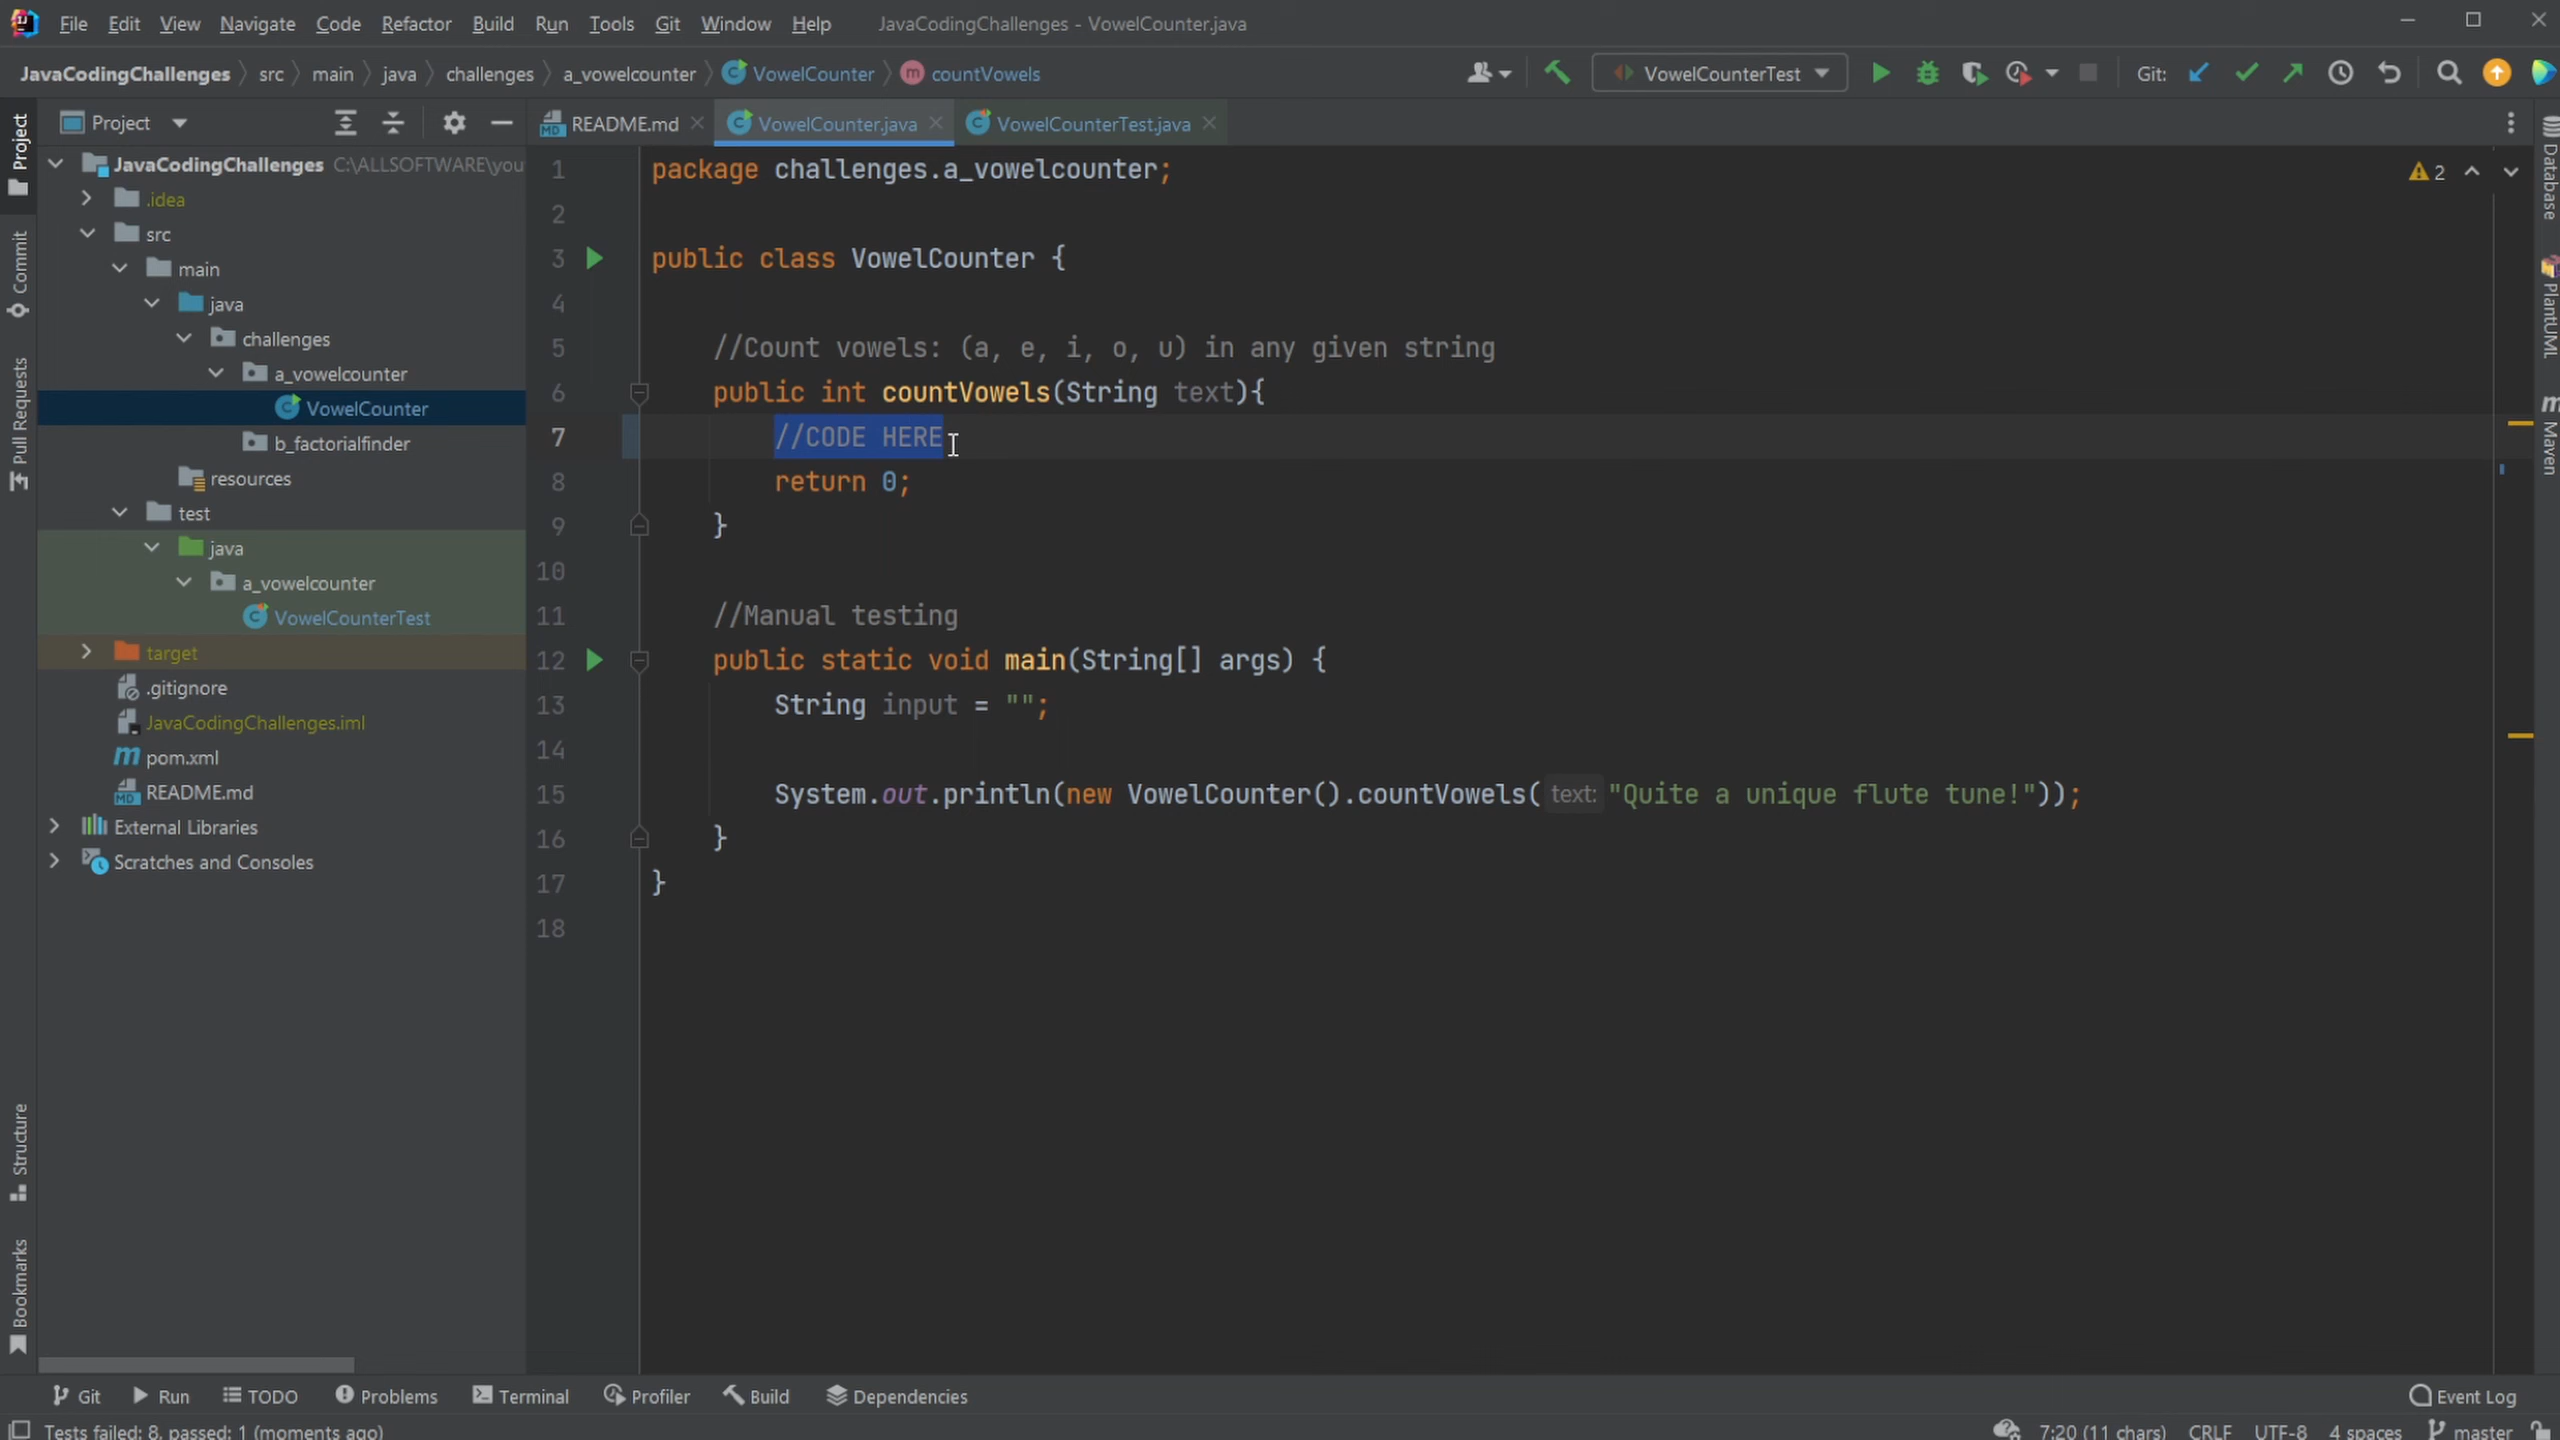 File Edit View Navigate Code Refactor Build Run Tools Git Window Help JavaCodingChallenges - VowelCounter.java
JavaCodingChallenges src main java challenges a_vowelcounter VowelCounter countVowels VowelCounterTest Git:
Project
README.md VowelCounter.java VowelCounterTest.java
Project
Commit
Pull Requests
Structure
Bookmarks
JavaCodingChallenges C:\ALLSOFTWARE\you
.idea
src
main
java
challenges
a_vowelcounter
VowelCounter
b_factorialfinder
resources
test
java
a_vowelcounter
VowelCounterTest
target
.gitignore
JavaCodingChallenges.iml
pom.xml
README.md
External Libraries
Scratches and Consoles
1 package challenges.a_vowelcounter;
2
3 public class VowelCounter {
4
5 //Count vowels: (a, e, i, o, u) in any given string
6 public int countVowels(String text){
7 //CODE HERE
8 return 0;
9 }
10
11 //Manual testing
12 public static void main(String[] args) {
13 String input = "";
14
15 System.out.println(new VowelCounter().countVowels( text: "Quite a unique flute tune!"));
16 }
17 }
18
2
Database
PlantUML
Maven
Git Run TODO Problems Terminal Profiler Build Dependencies Event Log
Tests failed: 8, passed: 1 (moments ago) 7:20 (11 chars) CRLF UTF-8 4 spaces master